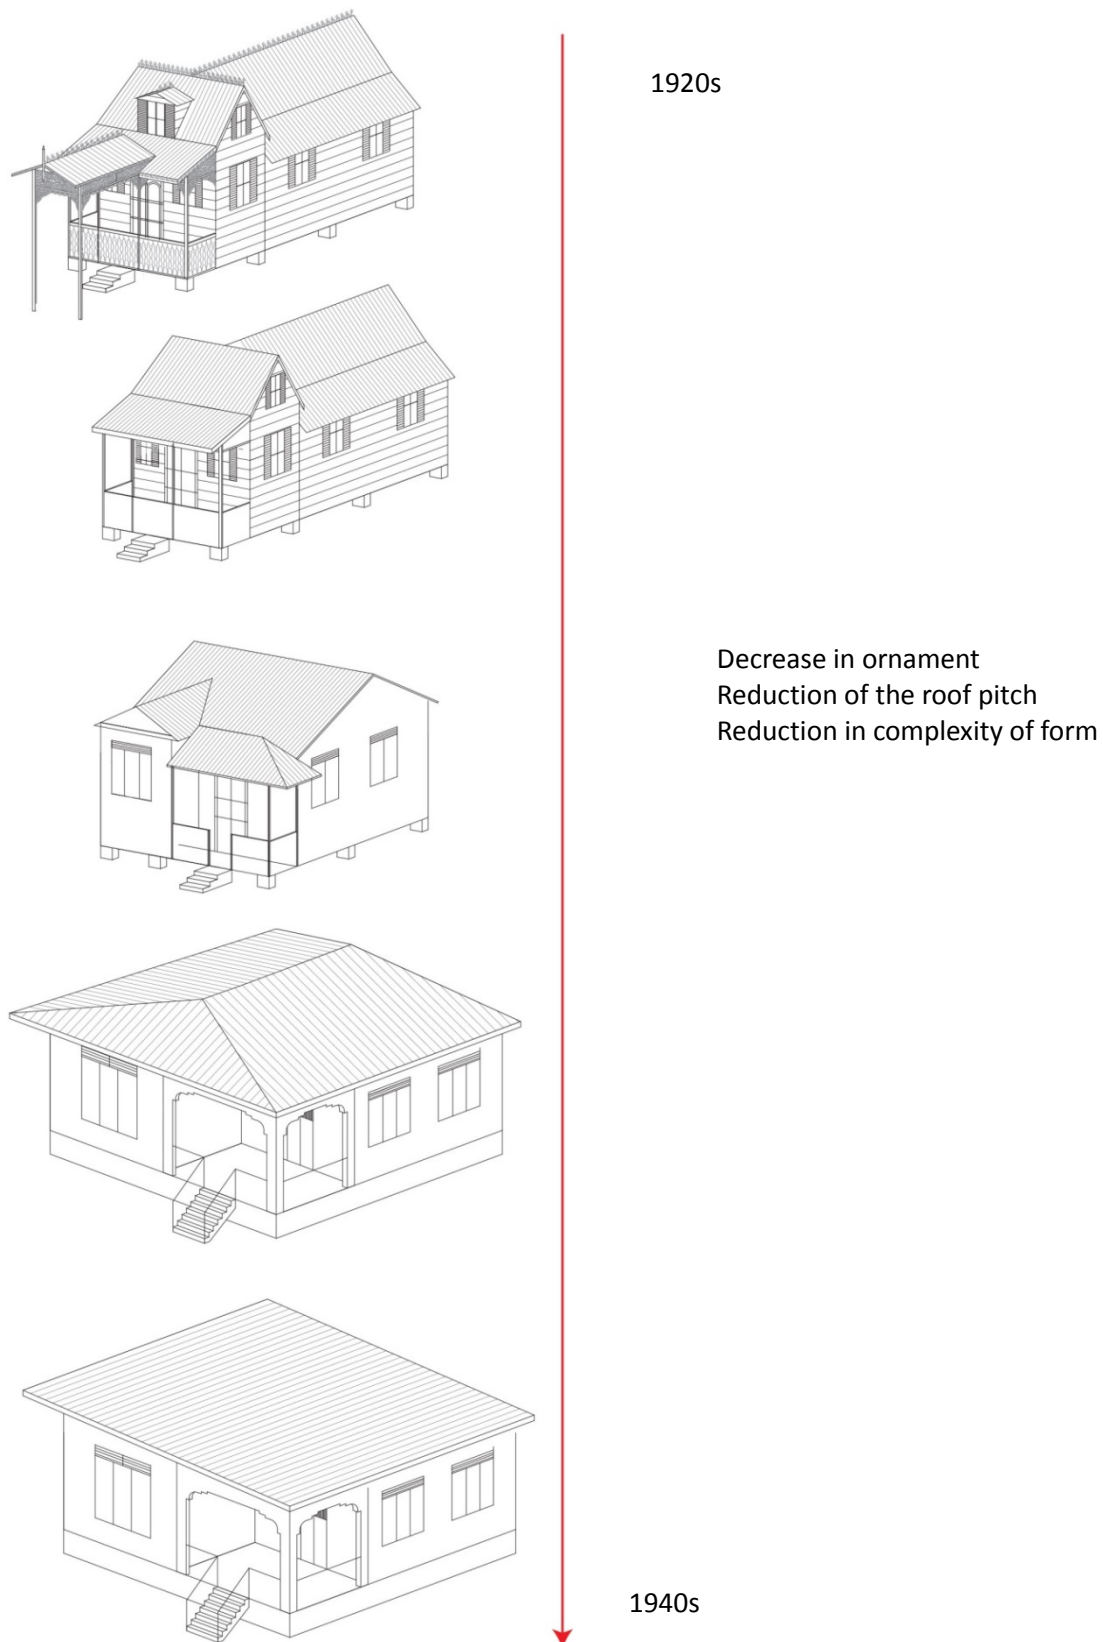 1920s
Decrease in ornament
Reduction of the roof pitch
Reduction in complexity of form
1940s